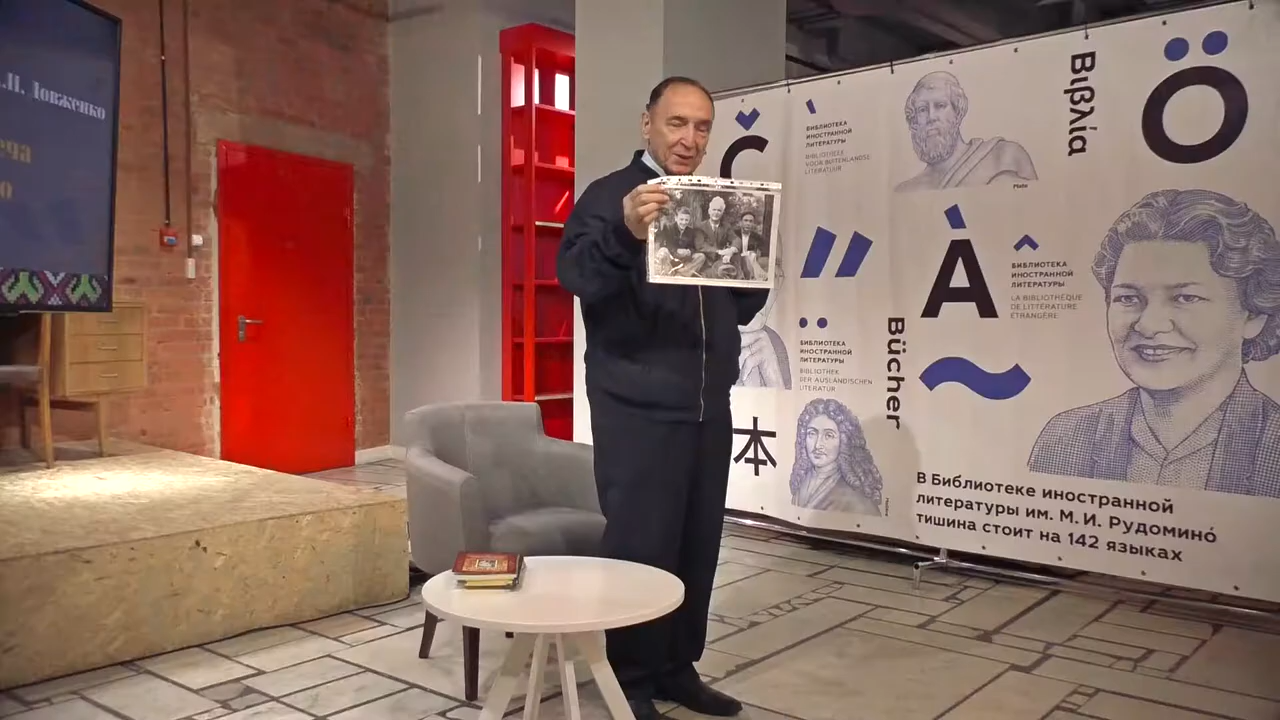 .П. Довженко
Č
БИБЛИОТЕКА
ИНОСТРАННОЙ
ЛИТЕРАТУРЫ
BIBLIOTHEEK
VOOR BUITENLANDSE
LITERATUUR
Plato
Βιβλία
Ö
À
БИБЛИОТЕКА
ИНОСТРАННОЙ
ЛИТЕРАТУРЫ
LA BIBLIOTHÈQUE
DE LITTÉRATURE
ÉTRANGÈRE
БИБЛИОТЕКА
ИНОСТРАННОЙ
ЛИТЕРАТУРЫ
BIBLIOTHEK
DER AUSLÄNDISCHEN
LITERATUR
Bücher
本
В Библиотеке иностранной
литературы им. М. И. Рудоминó
тишина стоит на 142 языках